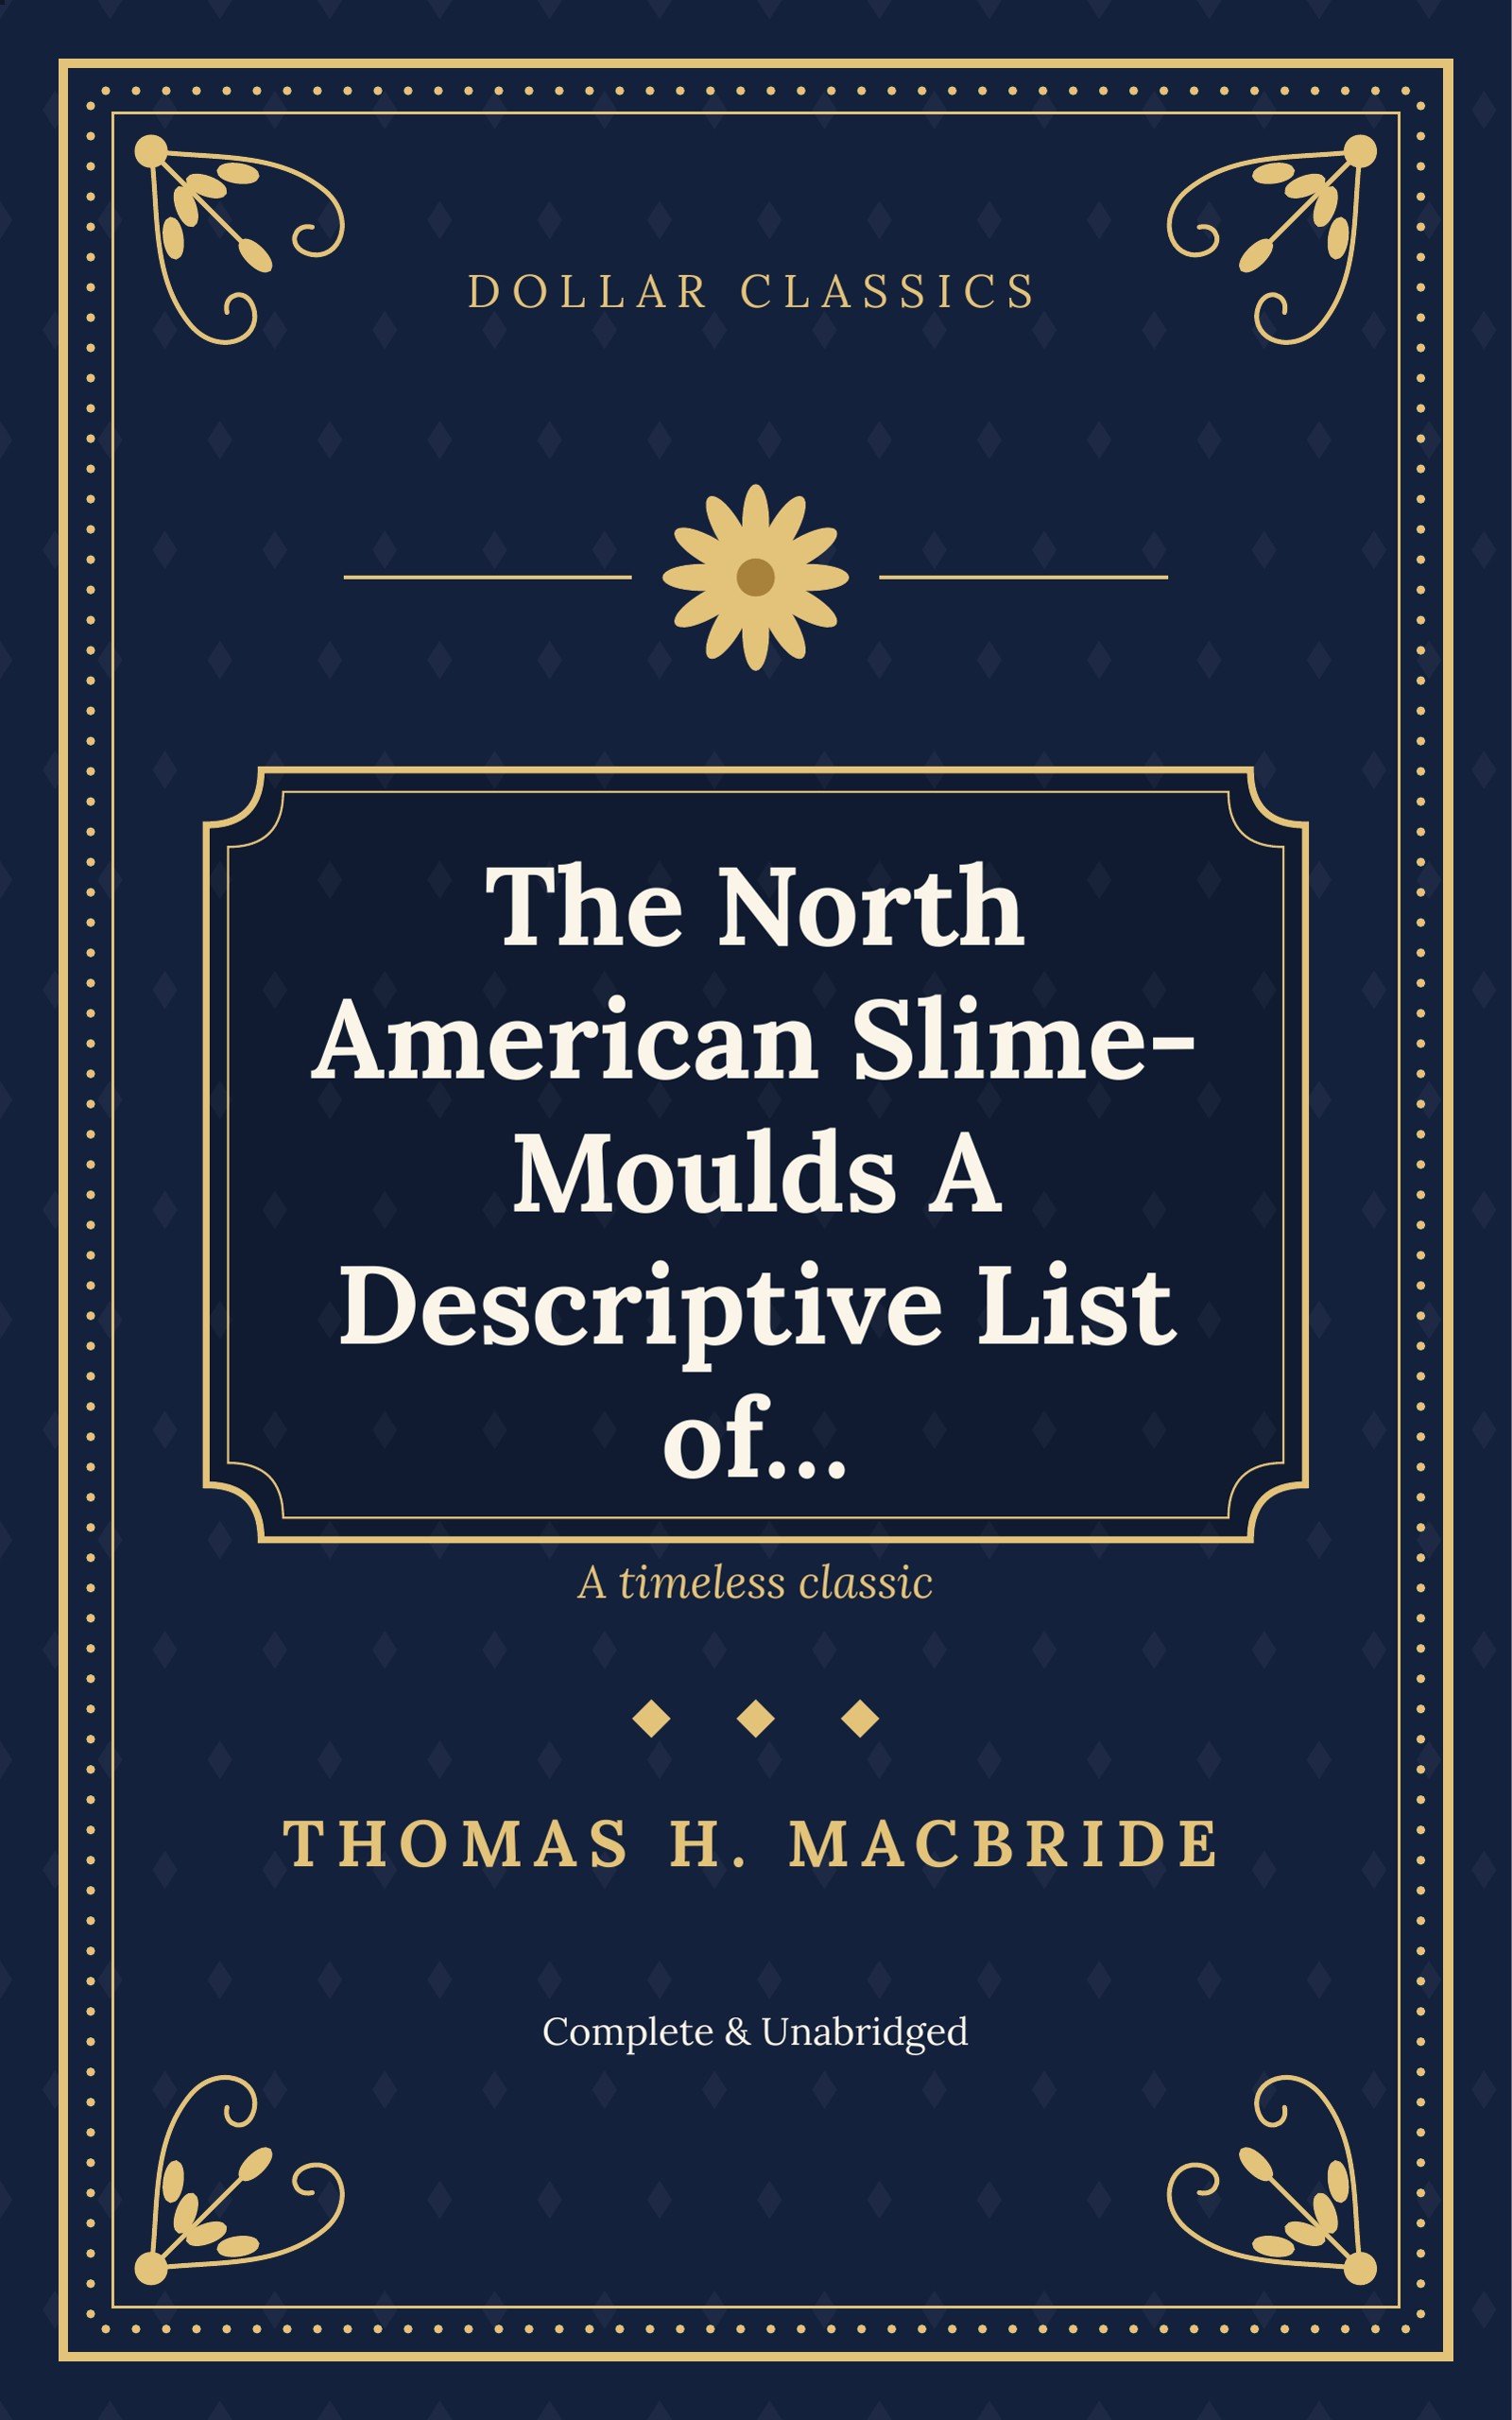 DOLLAR CLASSICS
The North
American Slime-
Moulds A
Descriptive List
of...
A timeless classic
THOMAS H. MACBRIDE
Complete & Unabridged